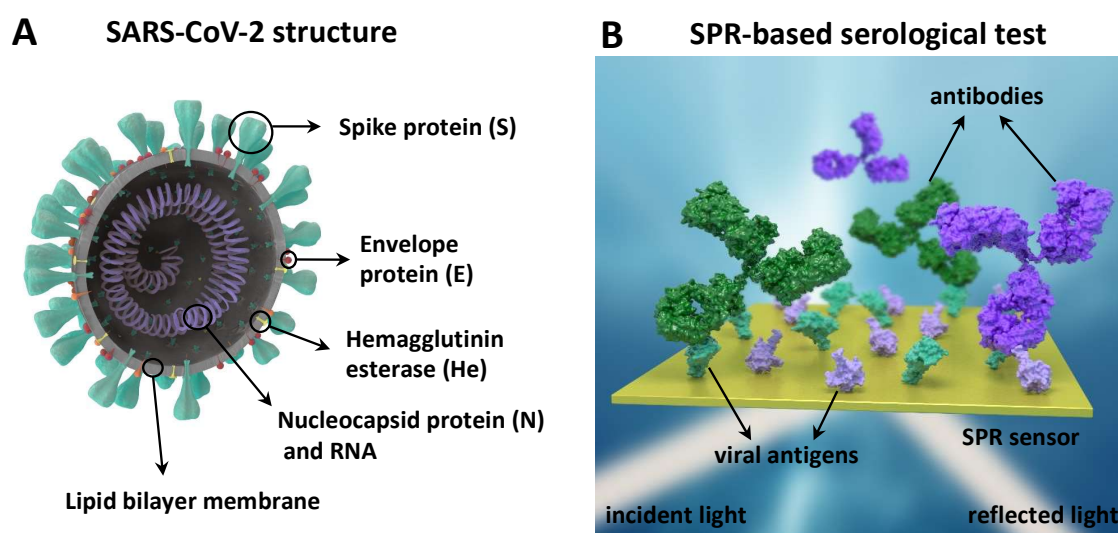 A
SARS-CoV-2 structure
Spike protein (S)
Envelope
protein (E)
Hemagglutinin
esterase (He)
Nucleocapsid protein (N)
and RNA
Lipid bilayer membrane
B
SPR-based serological test
antibodies
viral antigens
SPR sensor
incident light
reflected light